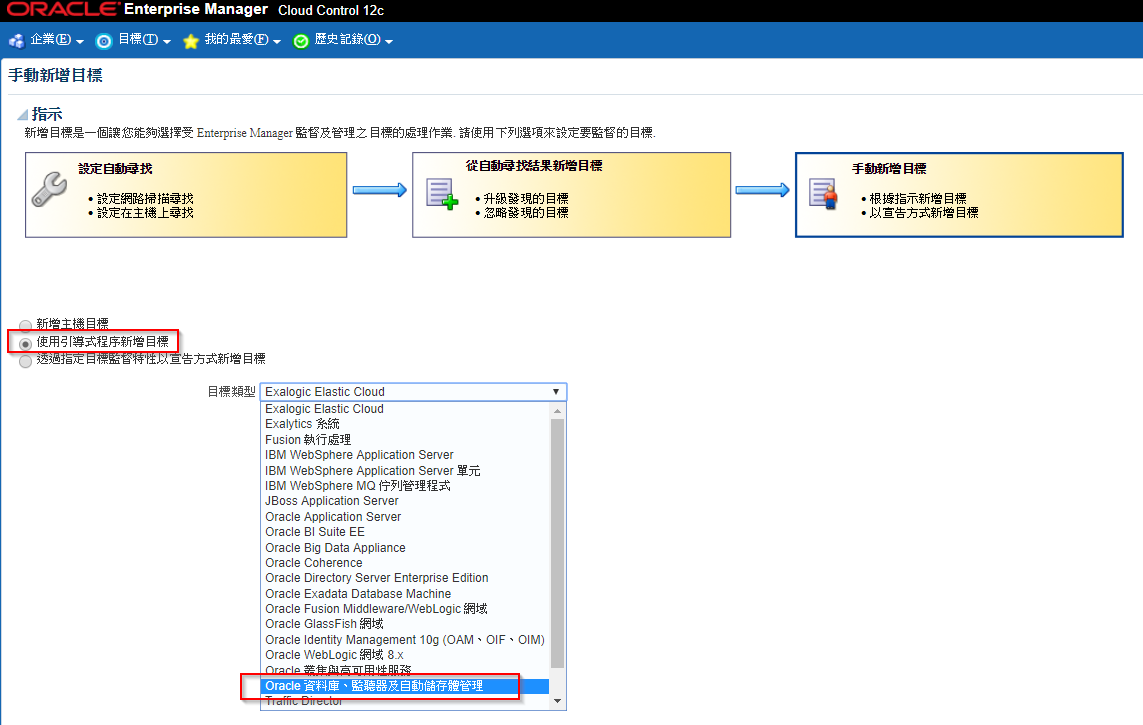 ORACLE Enterprise Manager Cloud Control 12c
企業(E) 目標(T) 我的最愛(F) 歷史記錄(O)
手動新增目標
指示
新增目標是一個讓您能夠選擇受 Enterprise Manager 監督及管理之目標的處理作業. 請使用下列選項來設定要監督的目標.
設定自動尋找
• 設定網路掃描尋找
• 設定在主機上尋找
從自動尋找結果新增目標
• 升級發現的目標
• 忽略發現的目標
手動新增目標
• 根據指示新增目標
• 以宣告方式新增目標
新增主機目標
使用引導式程序新增目標
透過指定目標監督特性以宣告方式新增目標
目標類型 Exalogic Elastic Cloud
Exalogic Elastic Cloud
Exalytics 系統
Fusion 執行處理
IBM WebSphere Application Server
IBM WebSphere Application Server 單元
IBM WebSphere MQ 佇列管理程式
JBoss Application Server
Oracle Application Server
Oracle BI Suite EE
Oracle Big Data Appliance
Oracle Coherence
Oracle Directory Server Enterprise Edition
Oracle Exadata Database Machine
Oracle Fusion Middleware/WebLogic 網域
Oracle GlassFish 網域
Oracle Identity Management 10g (OAM、OIF、OIM)
Oracle WebLogic 網域 8.x
Oracle 叢集與高可用性服務
Oracle 資料庫、監聽器及自動儲存體管理
Traffic Director